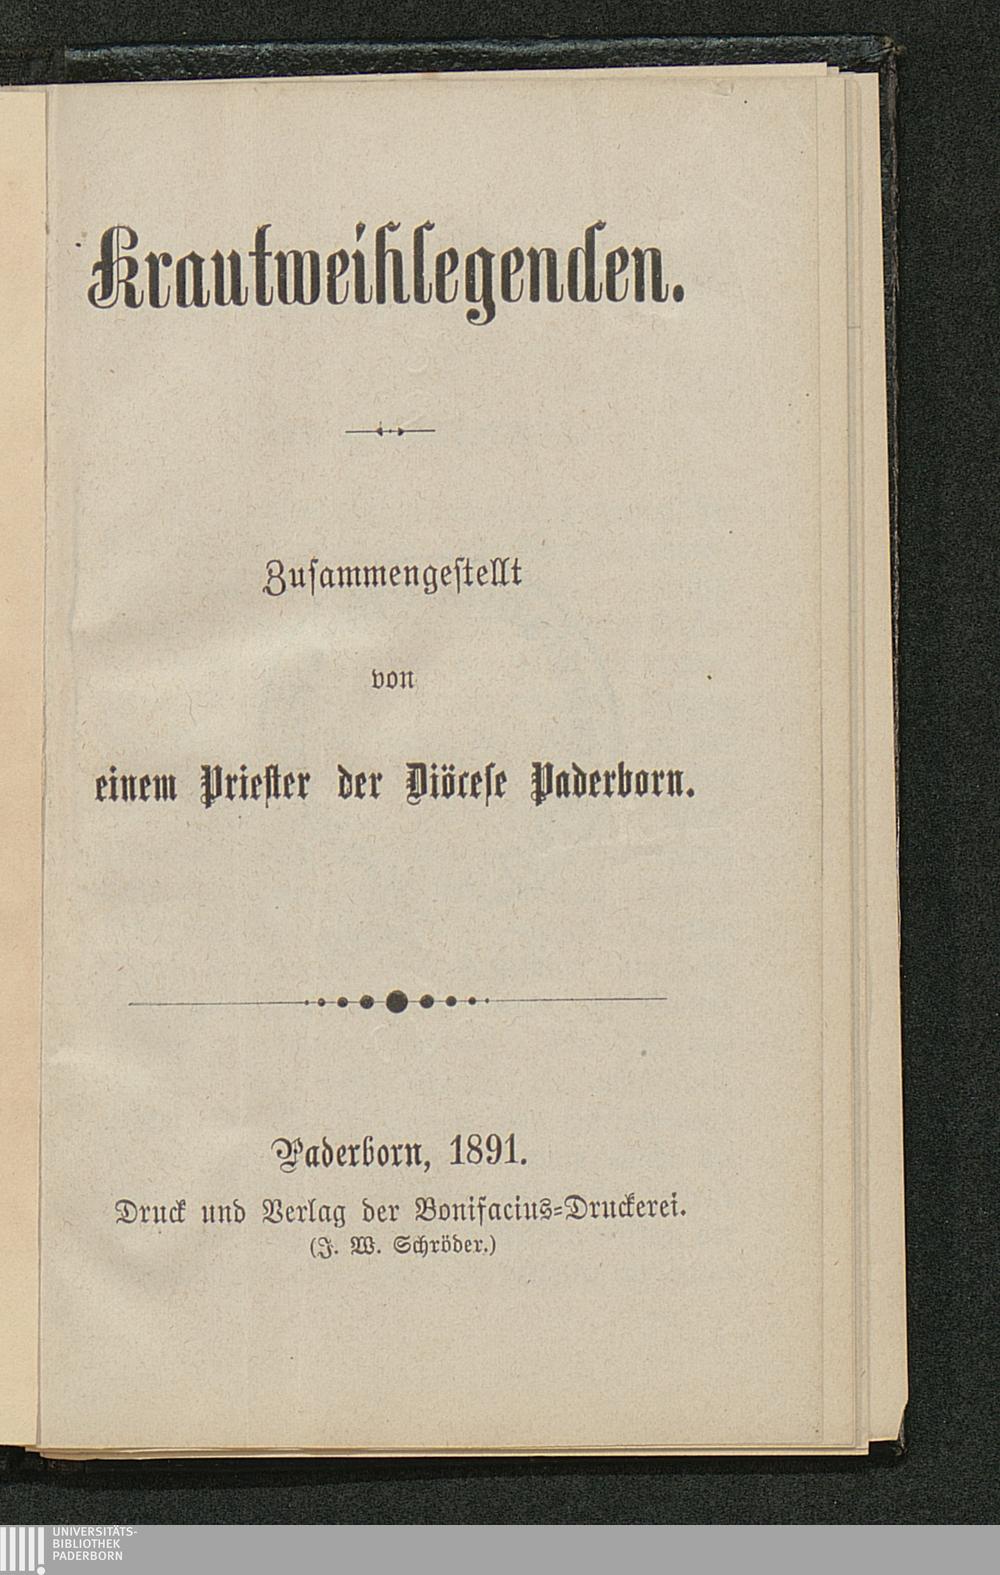 Krautweihlegenden.
Zusammengestellt
von
einem Priester der Diöcese Paderborn.
Paderborn, 1891.
Druck und Verlag der Bonifacius-Druckerei.
(J. W. Schröder.)
UNIVERSITÄTS-
BIBLIOTHEK
PADERBORN